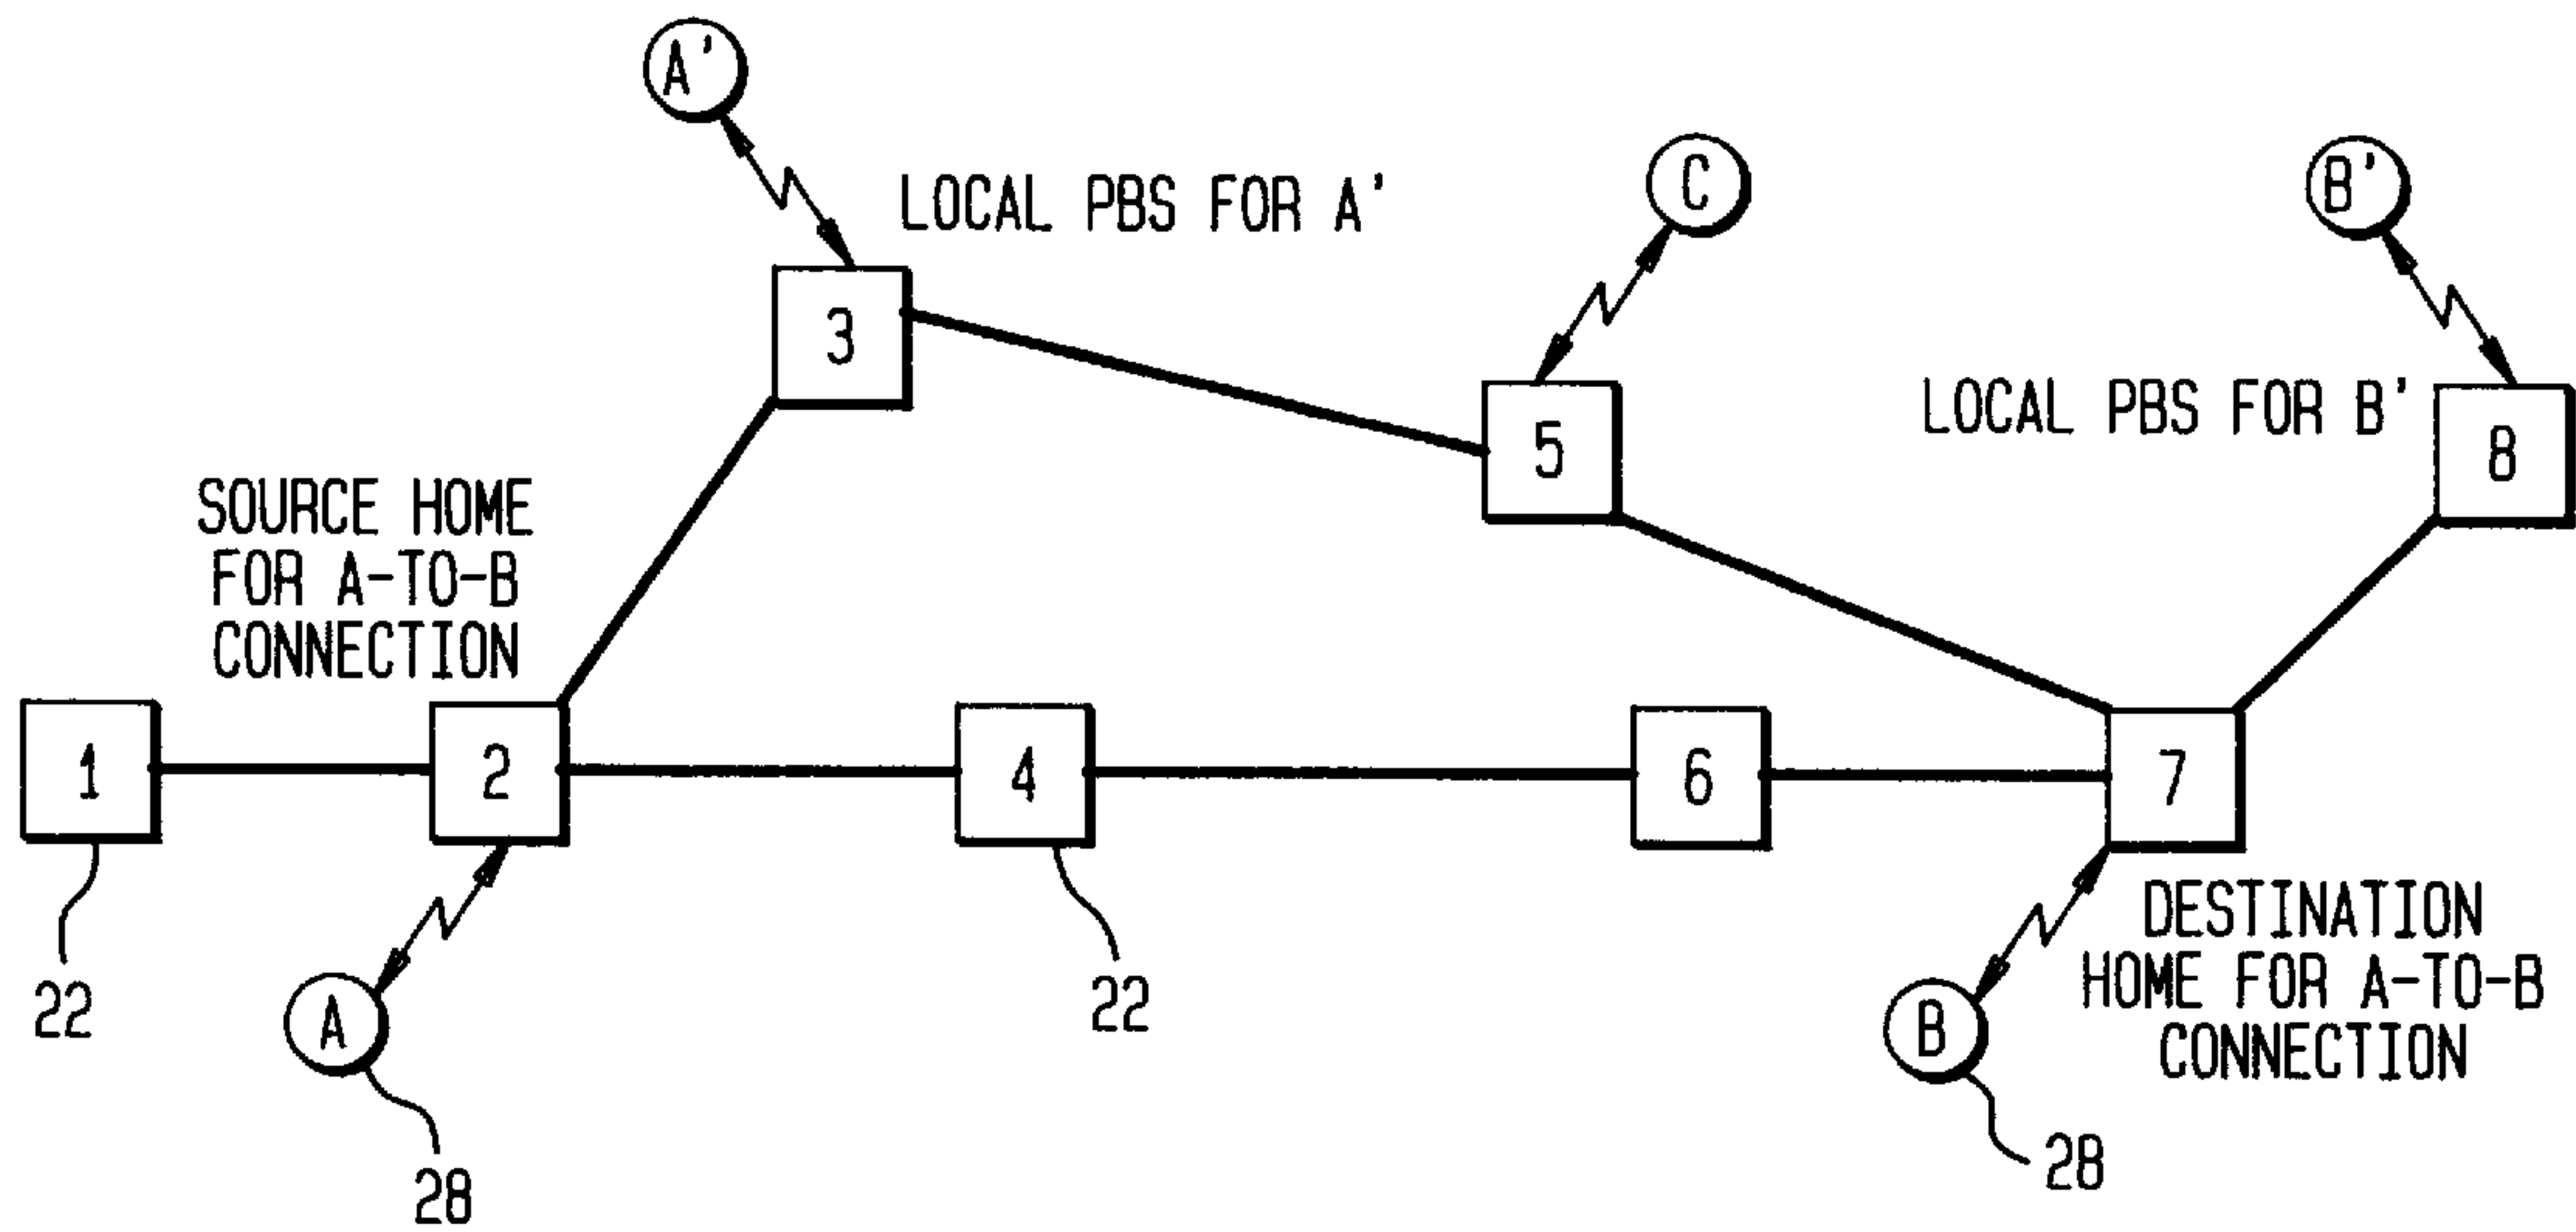 A'
LOCAL PBS FOR A'
C
B'
3
5
LOCAL PBS FOR B'
8
SOURCE HOME
FOR A-TO-B
CONNECTION
1
2
4
6
7
22
A
28
22
B
28
DESTINATION
HOME FOR A-TO-B
CONNECTION